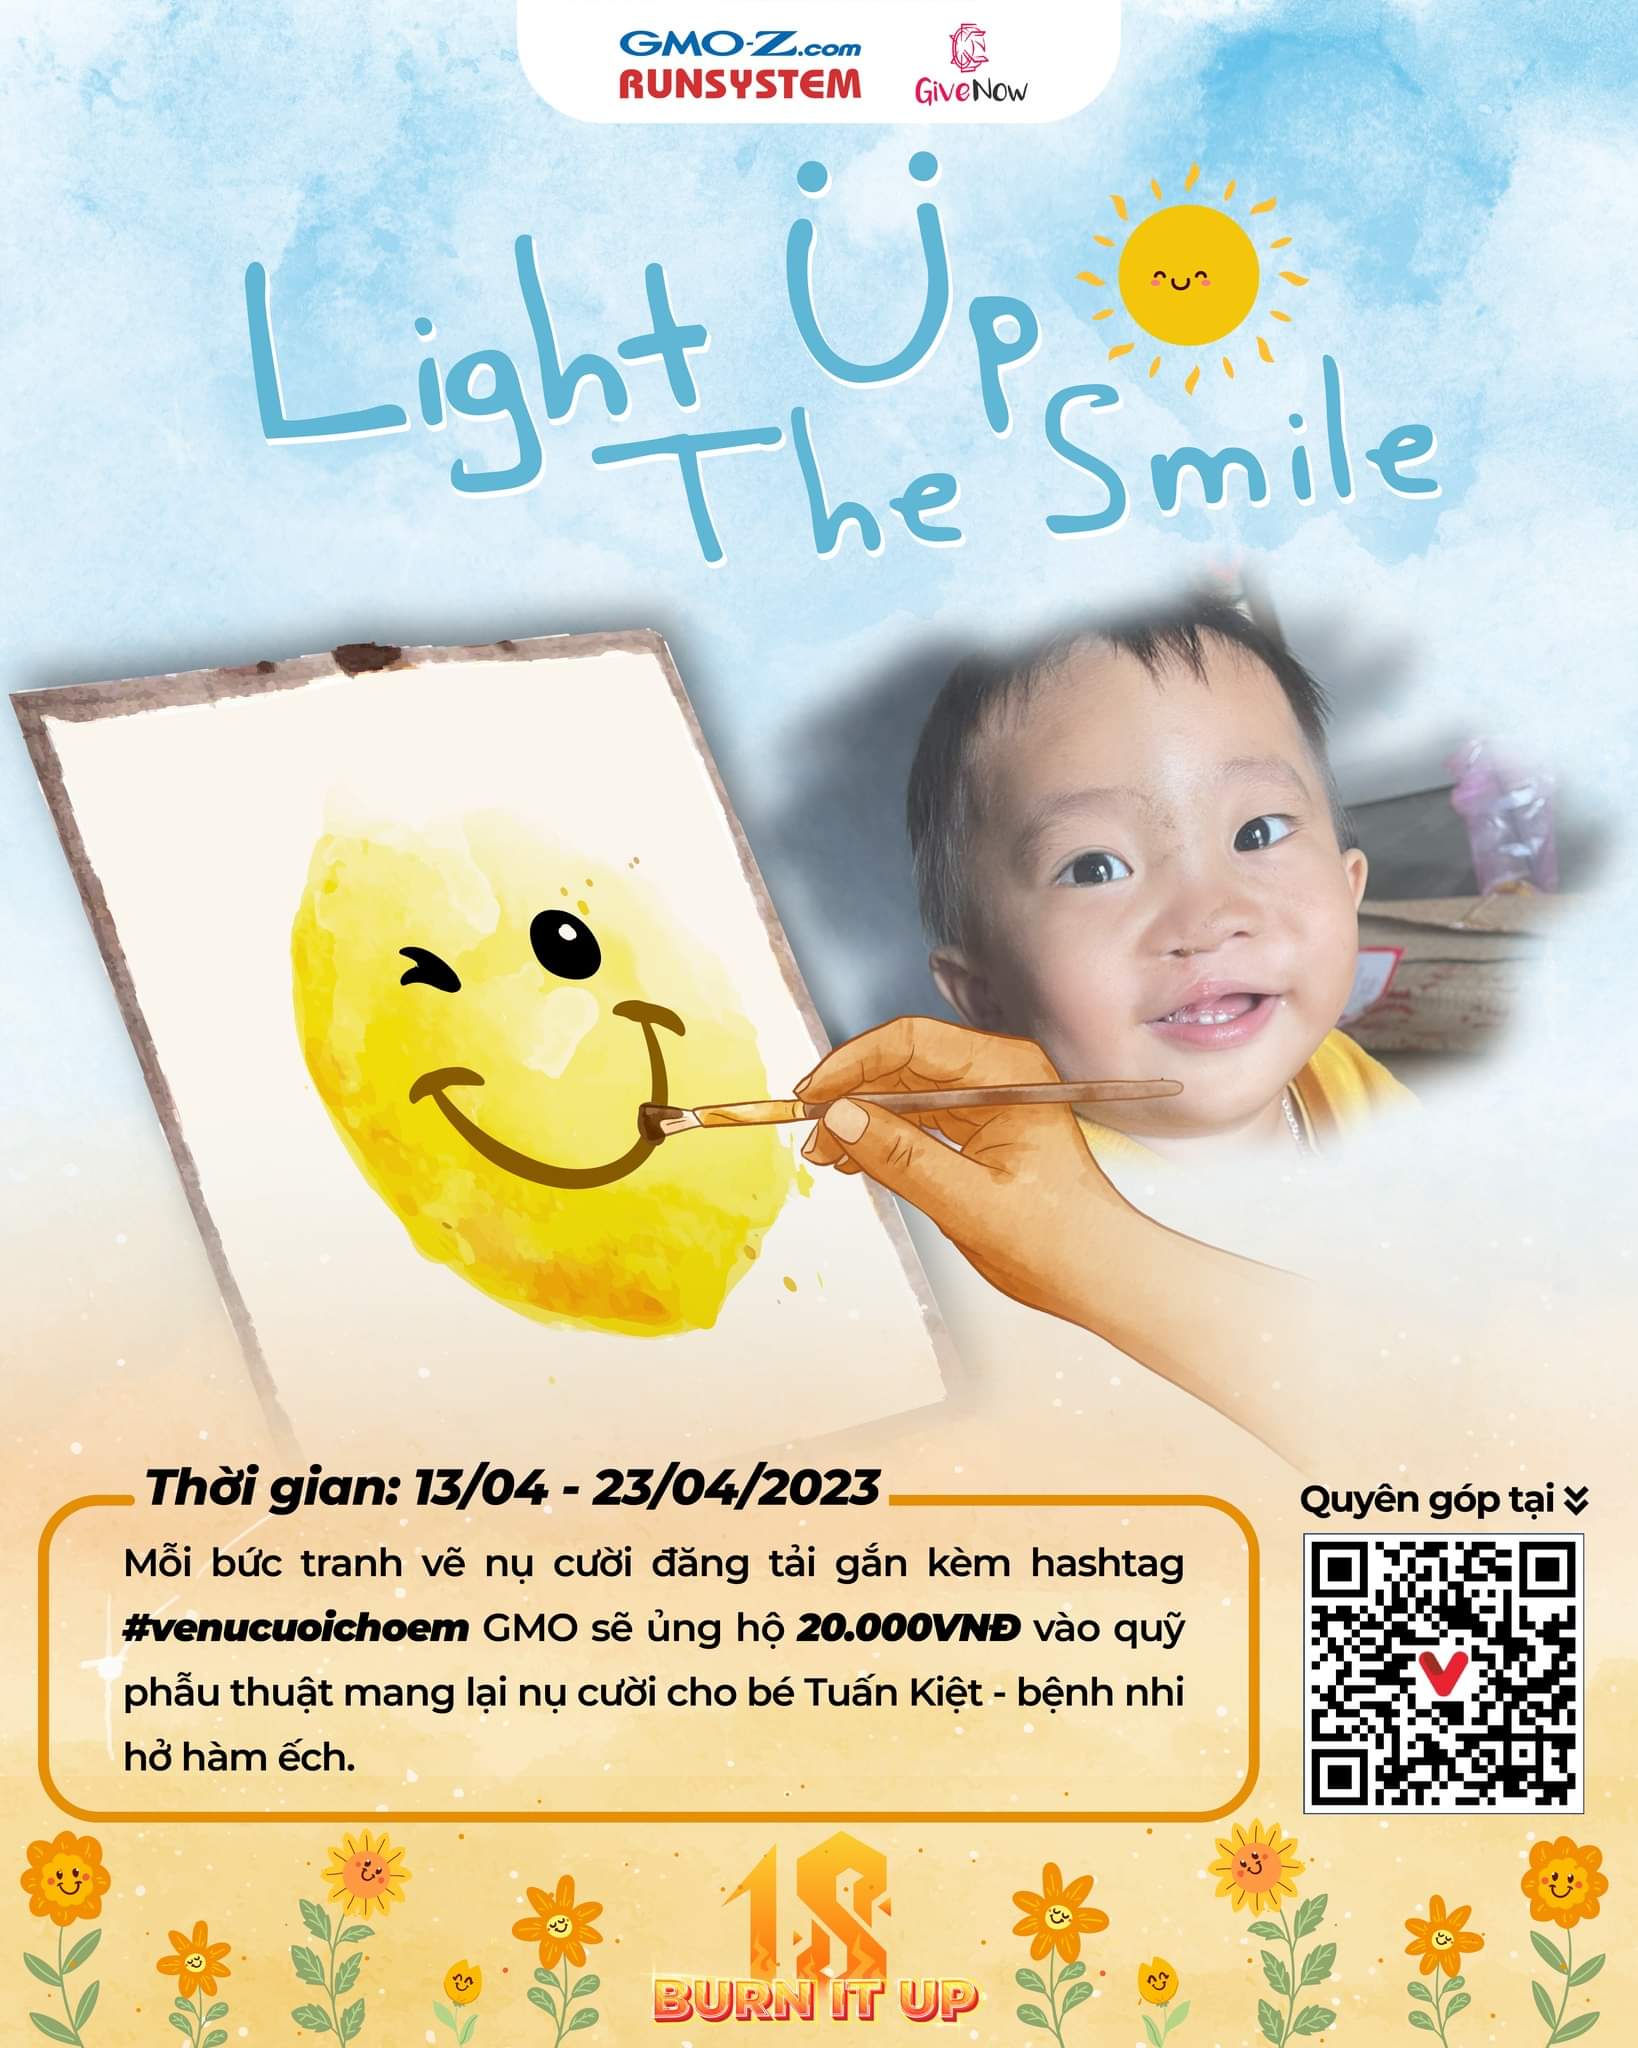 GMO-Z.com
RUNSYSTEM
GiveNow
Light Up
The Smile
Thời gian: 13/04 - 23/04/2023
Mỗi bức tranh vẽ nụ cười đăng tải gắn kèm hashtag
#venucuoichoem GMO sẽ ủng hộ 20.000VNĐ vào quỹ
phẫu thuật mang lại nụ cười cho bé Tuấn Kiệt - bệnh nhi
hở hàm ếch.
Quyên góp tại
18
BURN IT UP